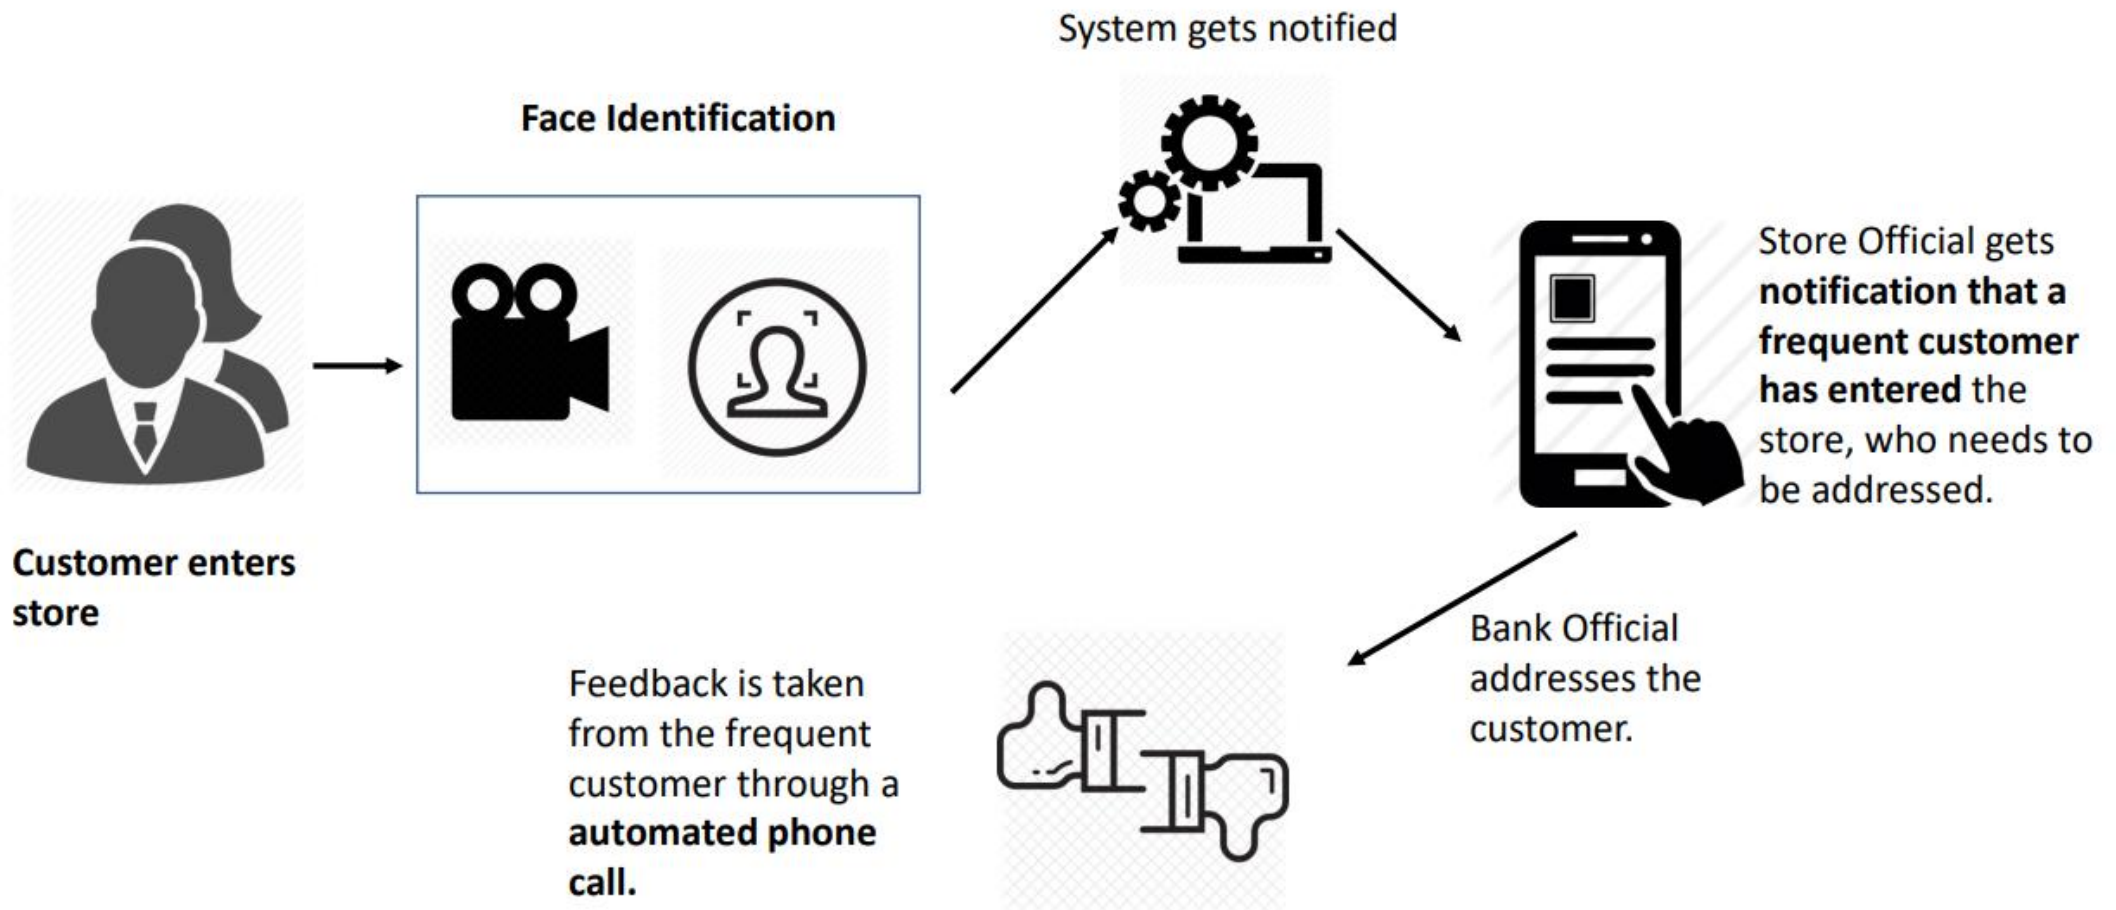 System gets notified
Face Identification
Customer enters
store
Store Official gets
notification that a
frequent customer
has entered the
store, who needs to
be addressed.
Bank Official
addresses the
customer.
Feedback is taken
from the frequent
customer through a
automated phone
call.